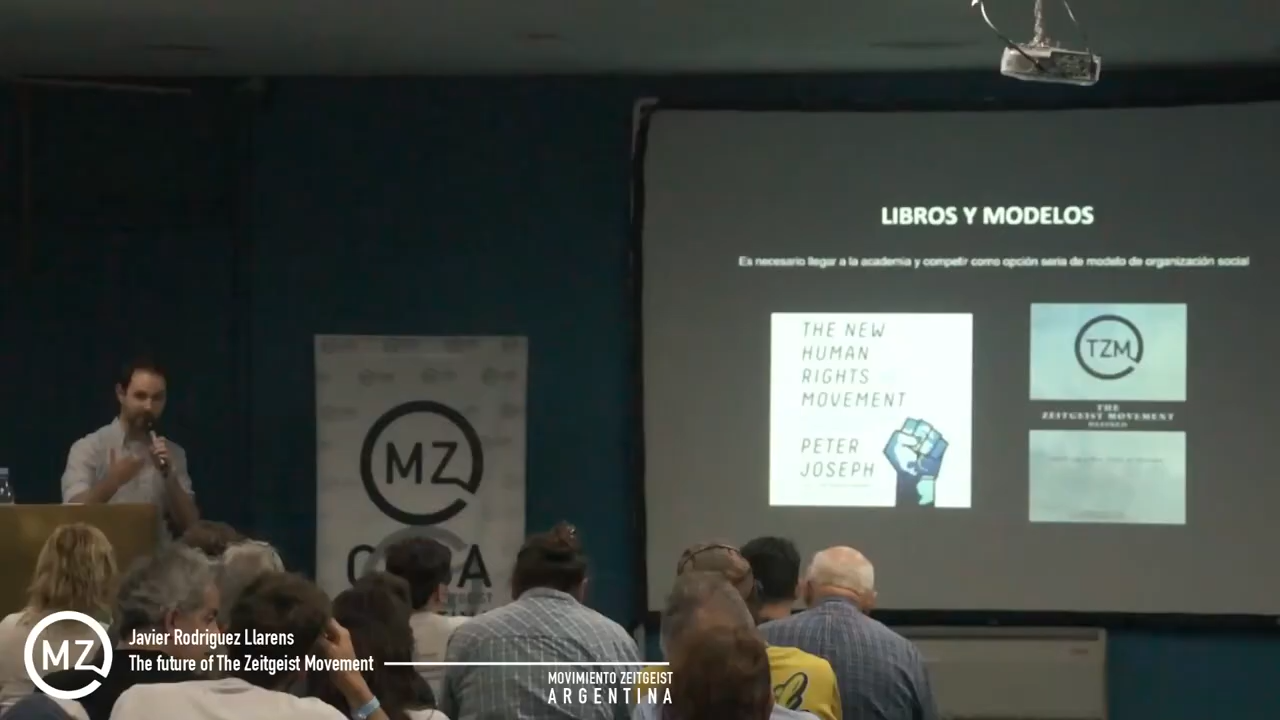 LIBROS Y MODELOS
Es necesario llegar a la academia y competir como opción seria de modelo de organización social
THE NEW
HUMAN
RIGHTS
MOVEMENT
PETER
JOSEPH
TZM
THE
ZEITGEIST MOVEMENT
DEFINED
MZ
MZ
Javier Rodriguez Llarens
The future of The Zeitgeist Movement
MOVIMIENTO ZEITGEIST
ARGENTINA